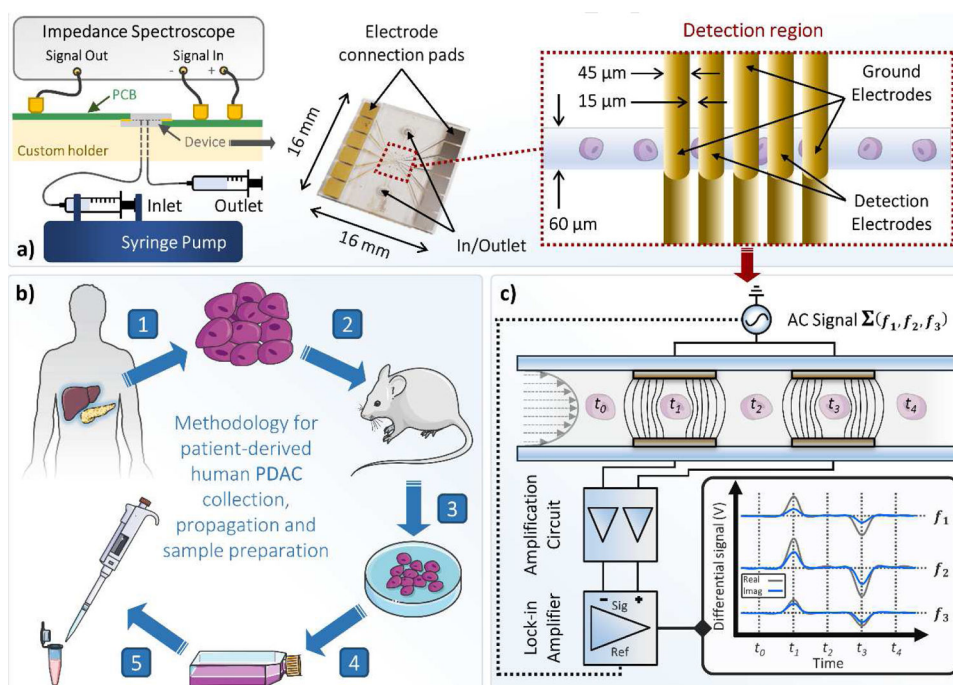 Impedance Spectroscope
Signal Out
Signal In
- +
PCB
Device
Custom holder
Inlet
Outlet
Syringe Pump
a)
Electrode
connection pads
16 mm
16 mm
In/Outlet
Detection region
45 µm
15 µm
60 µm
Ground
Electrodes
Detection
Electrodes
b)
1
2
3
4
5
Methodology for
patient-derived
human PDAC
collection,
propagation and
sample preparation
c)
AC Signal Σ(f1, f2, f3)
t0
t1
t2
t3
t4
Amplification
Circuit
Lock-in
Amplifier
- +
Sig
Ref
Differential signal (V)
f1
f2
f3
Real
Imag
t0 t1 t2 t3 t4
Time